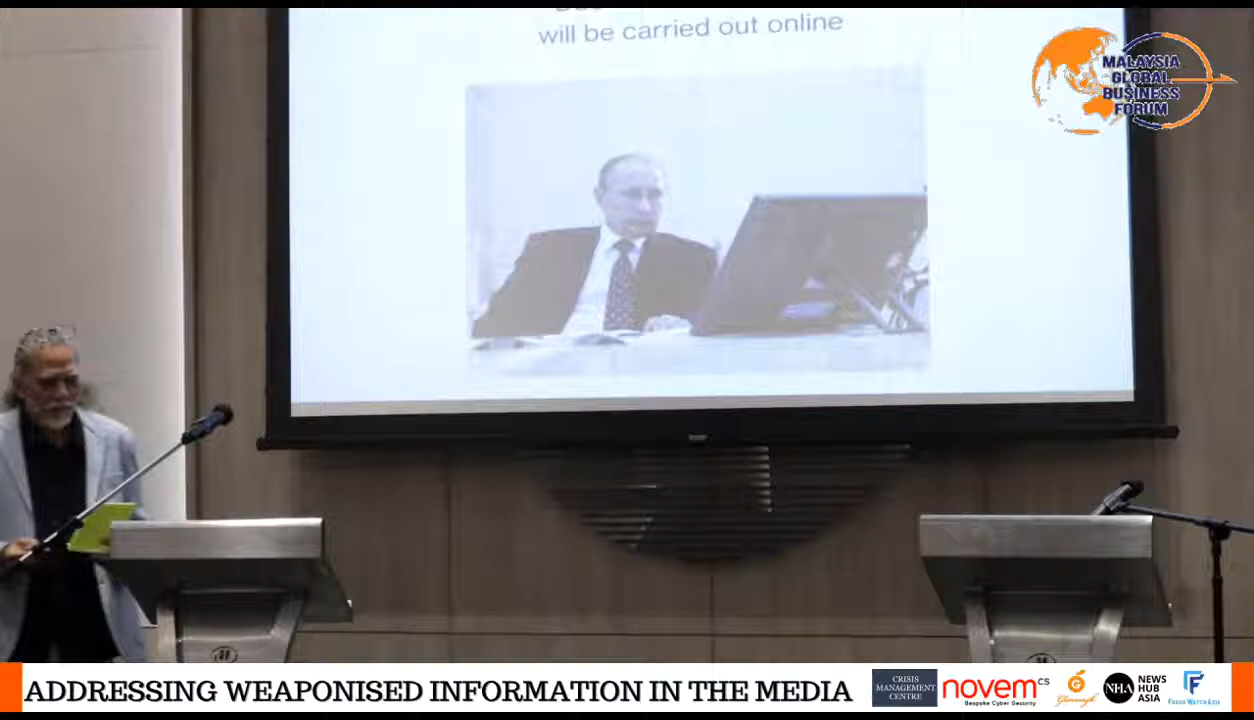 will be carried out online
MALAYSIA
GLOBAL
BUSINESS
FORUM
ADDRESSING WEAPONISED INFORMATION IN THE MEDIA
CRISIS
MANAGEMENT
CENTRE
novem CS
Bespoke Cyber Security
NHA
NEWS
HUB
ASIA